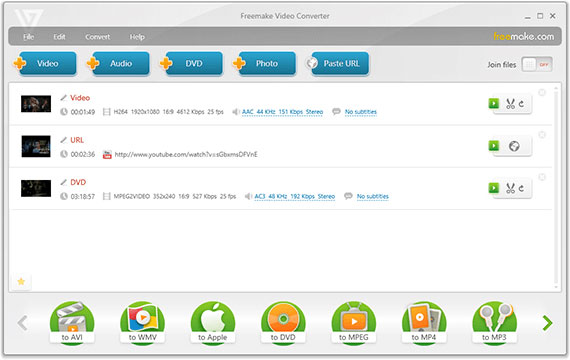 Freemake Video Converter
File Edit Convert Help
freemake.com
Video Audio DVD Photo Paste URL
Join files OFF
Video
00:01:49 H264 1920x1080 16:9 4612 Kbps 25 fps AAC 44 KHz 151 Kbps Stereo No subtitles
URL
00:02:36 You Tube http://www.youtube.com/watch?v=sGbxmsDFVnE
DVD
03:18:57 MPEG2VIDEO 352x240 16:9 527 Kbps 25 fps AC3 48 KHz 192 Kbps Stereo No subtitles
to AVI to WMV to Apple to DVD to MPEG to MP4 to MP3